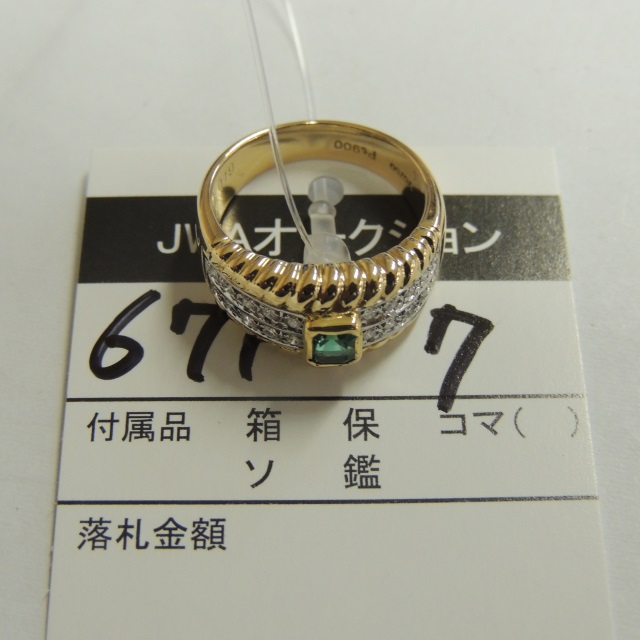 Pt900
JWAオークション
67 7
付属品 箱 保 コマ( )
ソ 鑑
落札金額